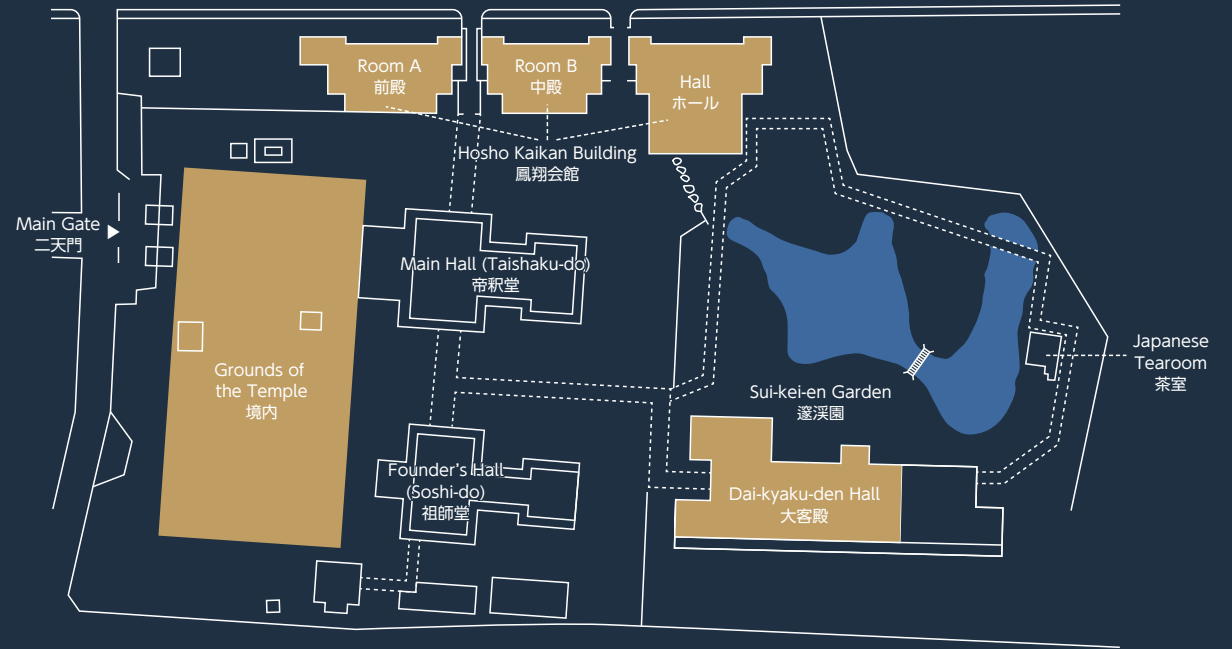 Room A
前殿
Room B
中殿
Hall
ホール
Hosho Kaikan Building
鳳翔会館
Main Gate
二天門
Main Hall (Taishaku-do)
帝釈堂
Grounds of
the Temple
境内
Sui-kei-en Garden
邃渓園
Japanese
Tearoom
茶室
Founder's Hall
(Soshi-do)
祖師堂
Dai-kyaku-den Hall
大客殿